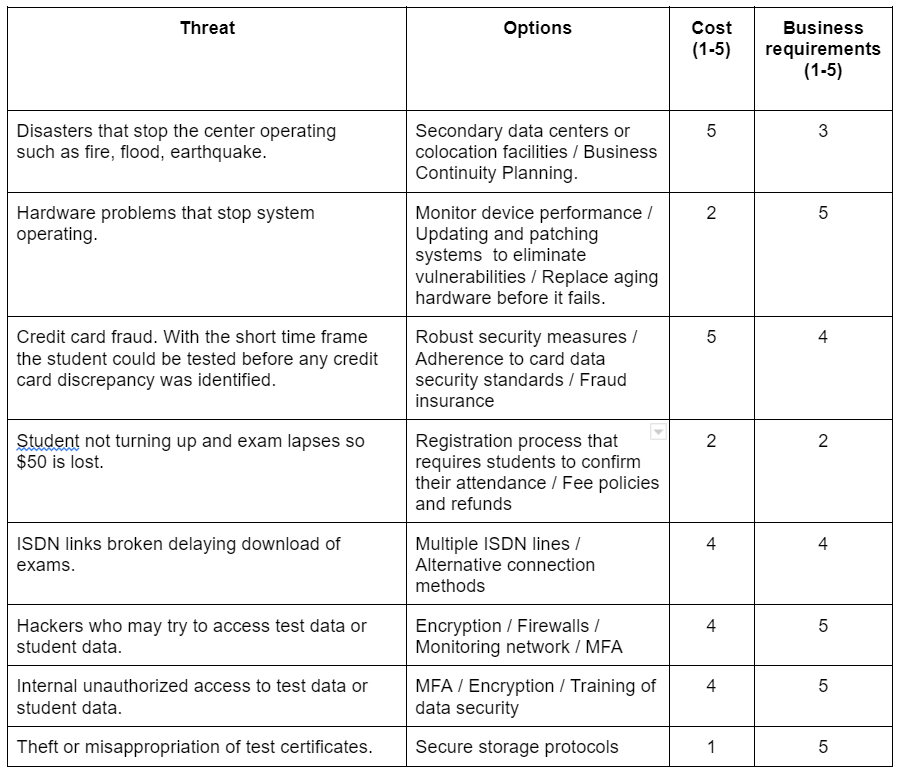 Threat
Options
Cost
(1-5)
Business
requirements
(1-5)
Disasters that stop the center operating
such as fire, flood, earthquake.
Secondary data centers or
colocation facilities / Business
Continuity Planning.
5
3
Hardware problems that stop system
operating.
Monitor device performance /
Updating and patching
systems  to eliminate
vulnerabilities / Replace aging
hardware before it fails.
2
5
Credit card fraud. With the short time frame
the student could be tested before any credit
card discrepancy was identified.
Robust security measures /
Adherence to card data
security standards / Fraud
insurance
5
4
Student not turning up and exam lapses so
$50 is lost.
Registration process that
requires students to confirm
their attendance / Fee policies
and refunds
2
2
ISDN links broken delaying download of
exams.
Multiple ISDN lines /
Alternative connection
methods
4
4
Hackers who may try to access test data or
student data.
Encryption / Firewalls /
Monitoring network / MFA
4
5
Internal unauthorized access to test data or
student data.
MFA / Encryption / Training of
data security
4
5
Theft or misappropriation of test certificates.
Secure storage protocols
1
5